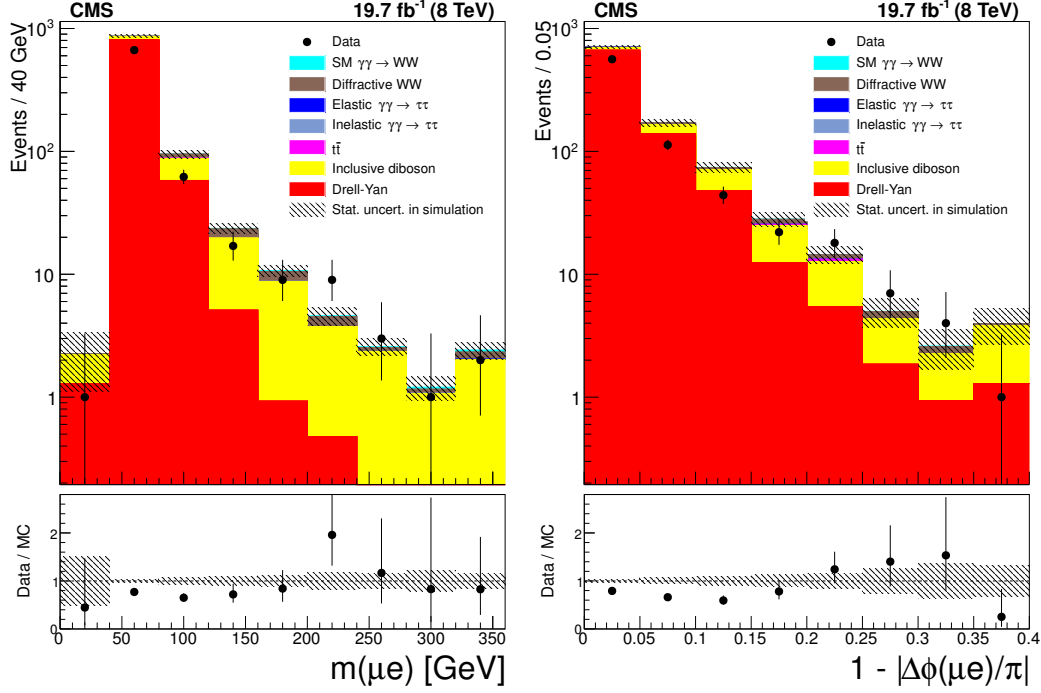 CMS 19.7 fb⁻¹ (8 TeV)
Events / 40 GeV
10³
10²
10
1
Data
SM γγ → WW
Diffractive WW
Elastic γγ → ττ
Inelastic γγ → ττ
tt̄
Inclusive diboson
Drell-Yan
Stat. uncert. in simulation
Data / MC
2
1
0
0 50 100 150 200 250 300 350
m(μe) [GeV]
CMS 19.7 fb⁻¹ (8 TeV)
Events / 0.05
10³
10²
10
1
Data
SM γγ → WW
Diffractive WW
Elastic γγ → ττ
Inelastic γγ → ττ
tt̄
Inclusive diboson
Drell-Yan
Stat. uncert. in simulation
Data / MC
2
1
0
0 0.05 0.1 0.15 0.2 0.25 0.3 0.35 0.4
1 - |Δϕ(μe)/π|